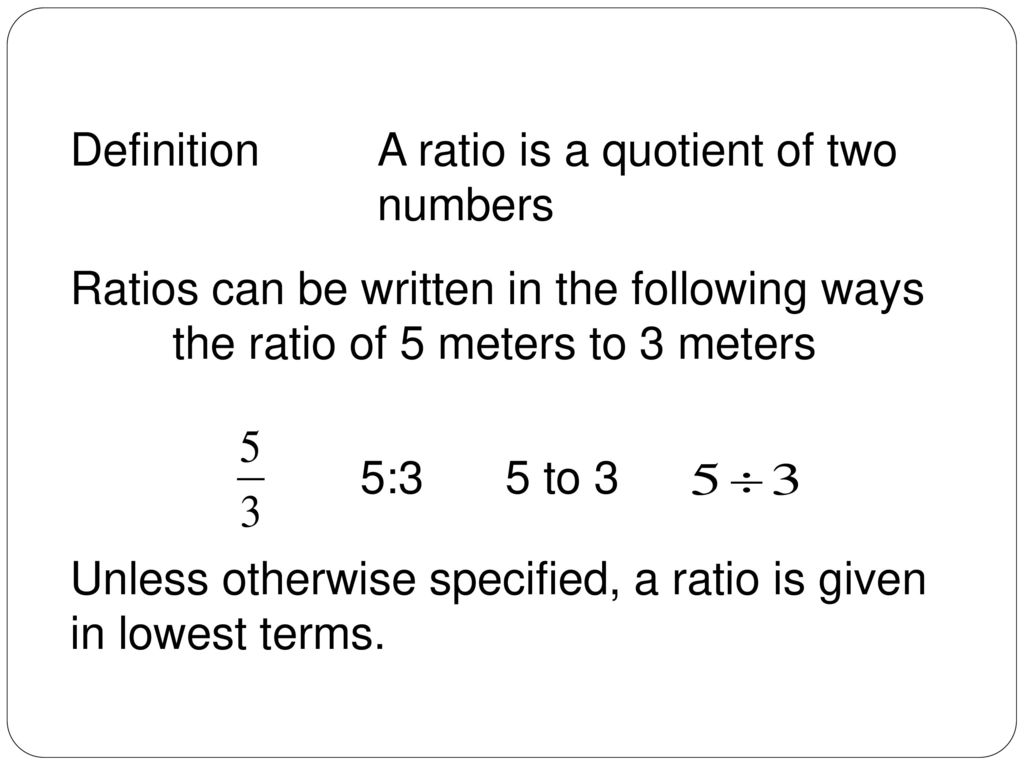 Definition A ratio is a quotient of two
numbers
Ratios can be written in the following ways
the ratio of 5 meters to 3 meters
5/3 5:3 5 to 3 5 ÷ 3
Unless otherwise specified, a ratio is given
in lowest terms.